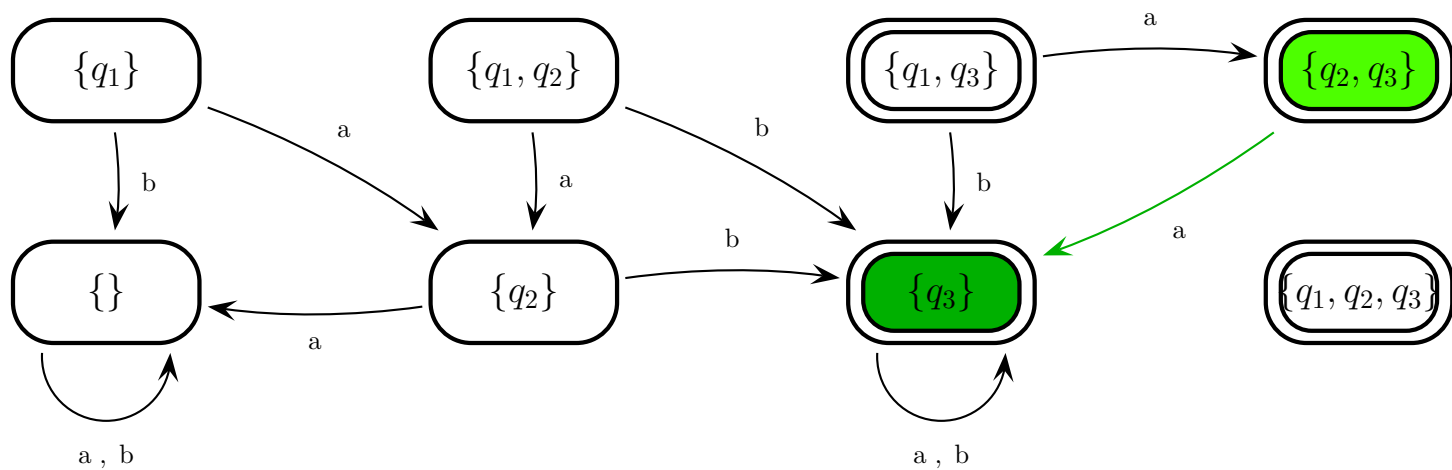 a
{q₁}
{q₁, q₂}
{q₁, q₃}
{q₂, q₃}
a
b
b
a
b
a
b
{}
{q₂}
{q₃}
{q₁, q₂, q₃}
a
a , b
a , b